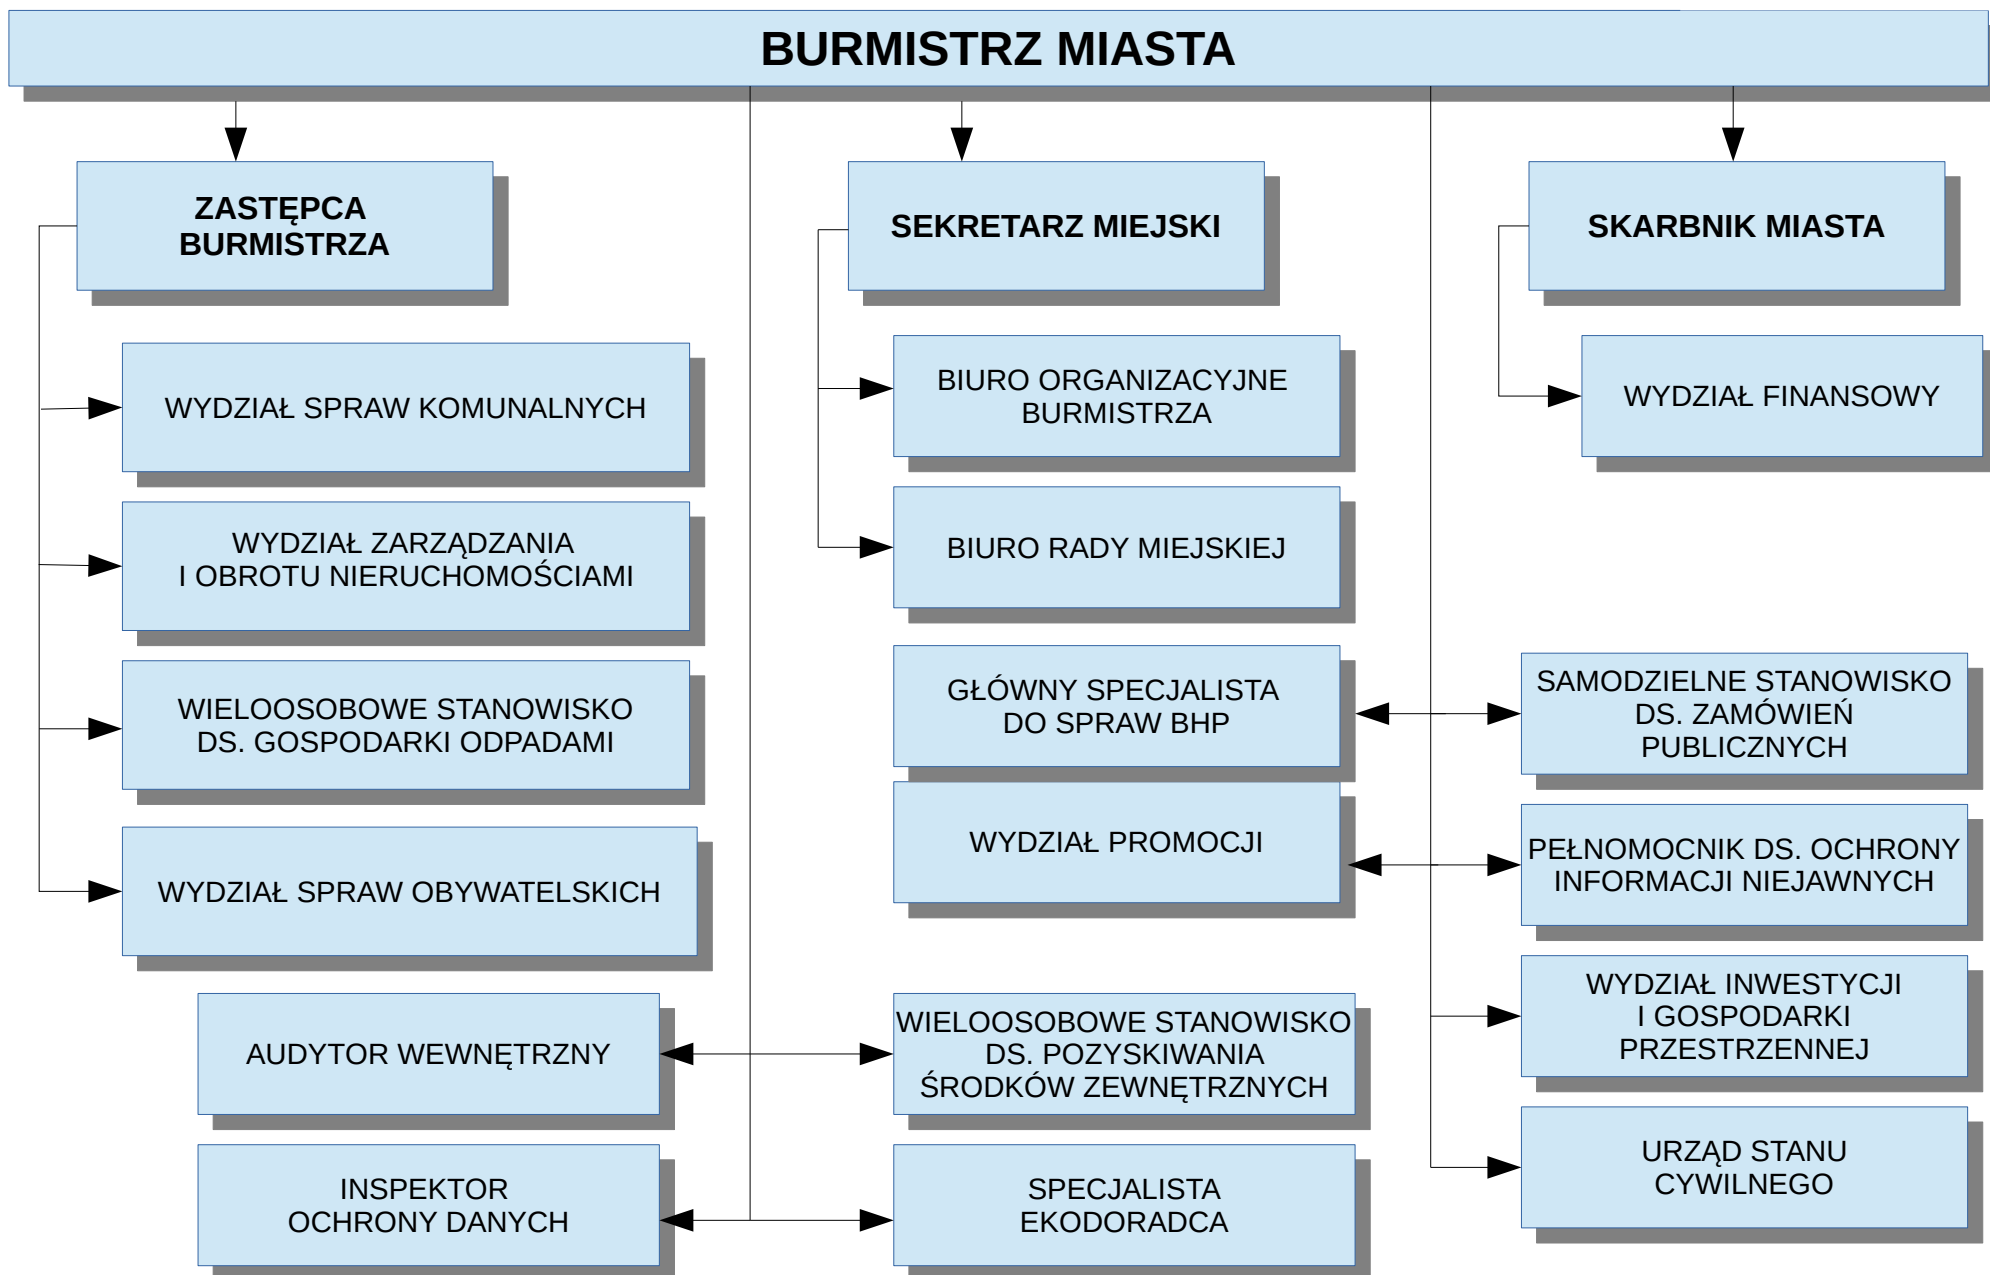 BURMISTRZ MIASTA
ZASTĘPCA
BURMISTRZA
SEKRETARZ MIEJSKI
SKARBNIK MIASTA
WYDZIAŁ SPRAW KOMUNALNYCH
WYDZIAŁ ZARZĄDZANIA
I OBROTU NIERUCHOMOŚCIAMI
WIELOOSOBOWE STANOWISKO
DS. GOSPODARKI ODPADAMI
WYDZIAŁ SPRAW OBYWATELSKICH
BIURO ORGANIZACYJNE
BURMISTRZA
BIURO RADY MIEJSKIEJ
WYDZIAŁ FINANSOWY
GŁÓWNY SPECJALISTA
DO SPRAW BHP
WYDZIAŁ PROMOCJI
SAMODZIELNE STANOWISKO
DS. ZAMÓWIEŃ
PUBLICZNYCH
PEŁNOMOCNIK DS. OCHRONY
INFORMACJI NIEJAWNYCH
WYDZIAŁ INWESTYCJI
I GOSPODARKI
PRZESTRZENNEJ
URZĄD STANU
CYWILNEGO
AUDYTOR WEWNĘTRZNY
WIELOOSOBOWE STANOWISKO
DS. POZYSKIWANIA
ŚRODKÓW ZEWNĘTRZNYCH
INSPEKTOR
OCHRONY DANYCH
SPECJALISTA
EKODORADCA